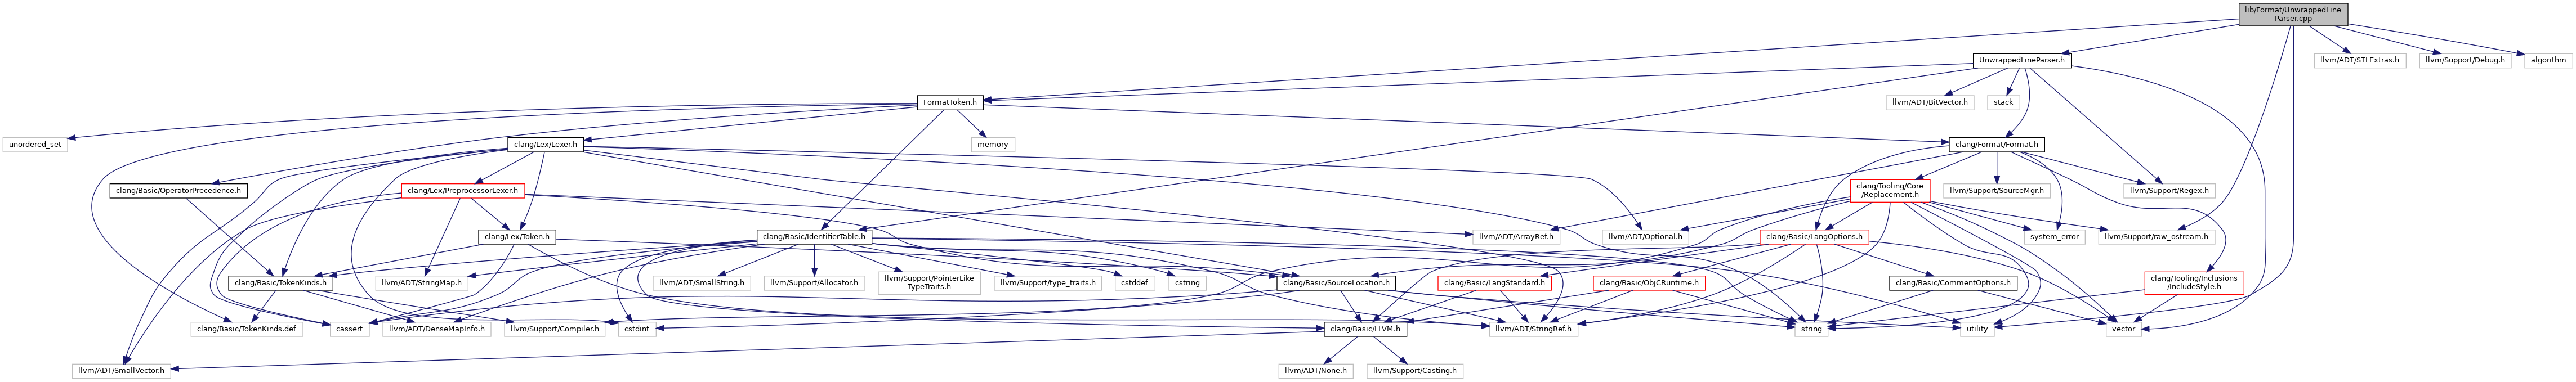 lib/Format/UnwrappedLine
Parser.cpp
UnwrappedLineParser.h
llvm/ADT/STLExtras.h
llvm/Support/Debug.h
algorithm
FormatToken.h
llvm/ADT/BitVector.h
stack
unordered_set
clang/Lex/Lexer.h
memory
clang/Format/Format.h
clang/Basic/OperatorPrecedence.h
clang/Lex/PreprocessorLexer.h
clang/Tooling/Core
/Replacement.h
llvm/Support/SourceMgr.h
llvm/Support/Regex.h
clang/Lex/Token.h
clang/Basic/IdentifierTable.h
llvm/ADT/ArrayRef.h
llvm/ADT/Optional.h
clang/Basic/LangOptions.h
system_error
llvm/Support/raw_ostream.h
clang/Basic/TokenKinds.h
llvm/ADT/StringMap.h
llvm/ADT/SmallString.h
llvm/Support/Allocator.h
llvm/Support/PointerLike
TypeTraits.h
llvm/Support/type_traits.h
cstddef
cstring
clang/Basic/SourceLocation.h
clang/Basic/LangStandard.h
clang/Basic/ObjCRuntime.h
clang/Basic/CommentOptions.h
clang/Tooling/Inclusions
/IncludeStyle.h
clang/Basic/TokenKinds.def
cassert
llvm/ADT/DenseMapInfo.h
llvm/Support/Compiler.h
cstdint
clang/Basic/LLVM.h
llvm/ADT/StringRef.h
string
utility
vector
llvm/ADT/SmallVector.h
llvm/ADT/None.h
llvm/Support/Casting.h